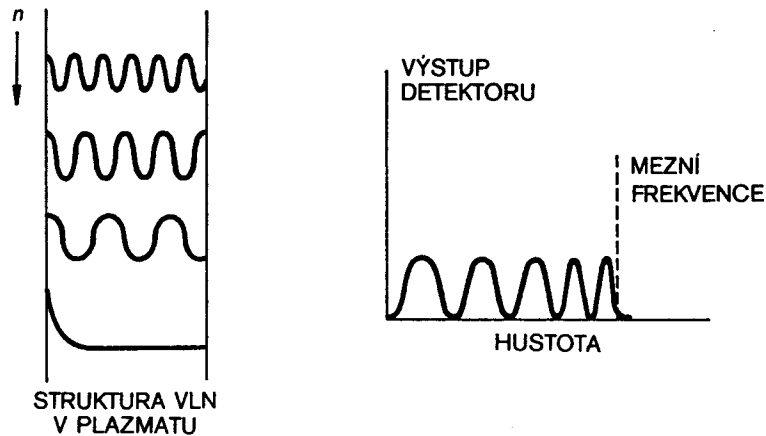 n
STRUKTURA VLN
V PLAZMATU
VÝSTUP
DETEKTORU
MEZNÍ
FREKVENCE
HUSTOTA